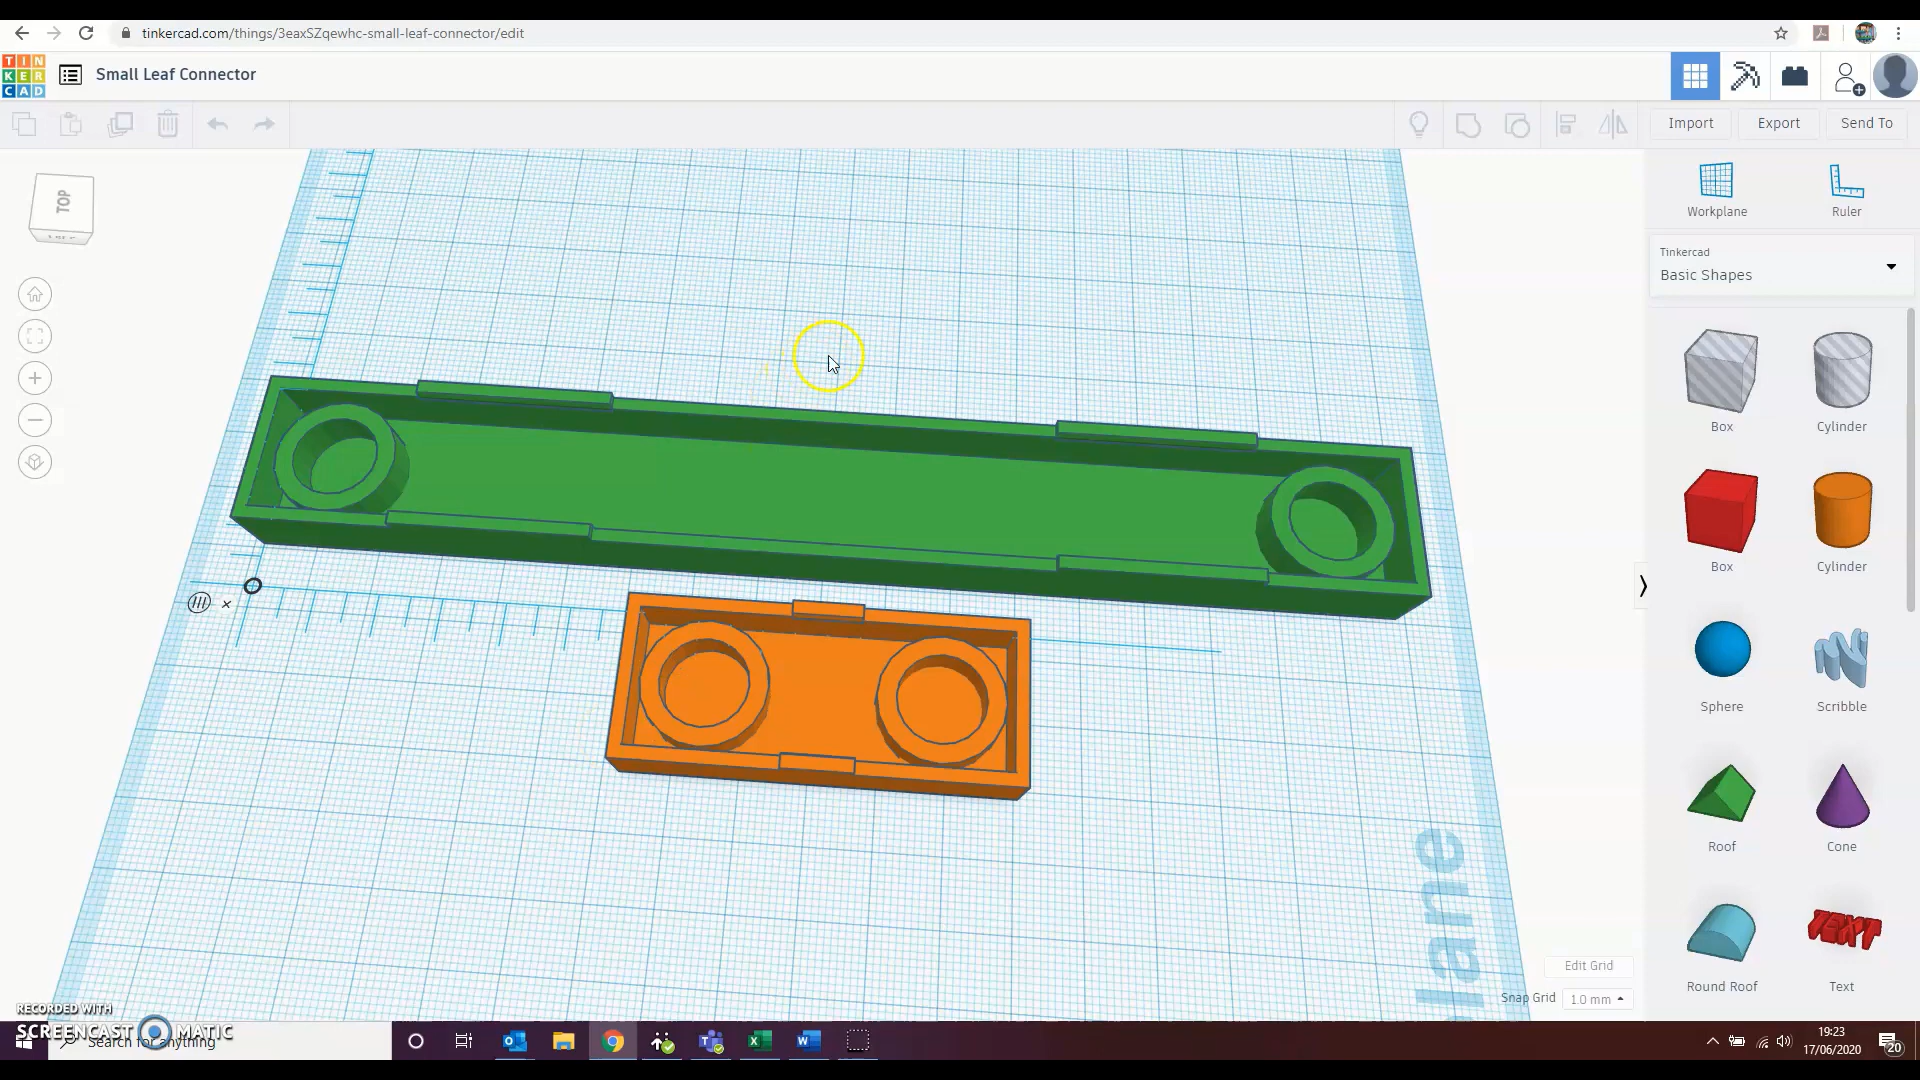 tinkercad.com/things/3eaxSZqewhc-small-leaf-connector/edit
TIN
KER
CAD
Small Leaf Connector
Import
Export
Send To
TOP
Workplane
Ruler
Tinkercad
Basic Shapes
Box
Cylinder
Box
Cylinder
Sphere
Scribble
Roof
Cone
TEXT
Round Roof
Text
lane
Edit Grid
Snap Grid
1.0 mm
RECORDED WITH
SCREENCAST MATIC
Search for anything
19:23
17/06/2020
20